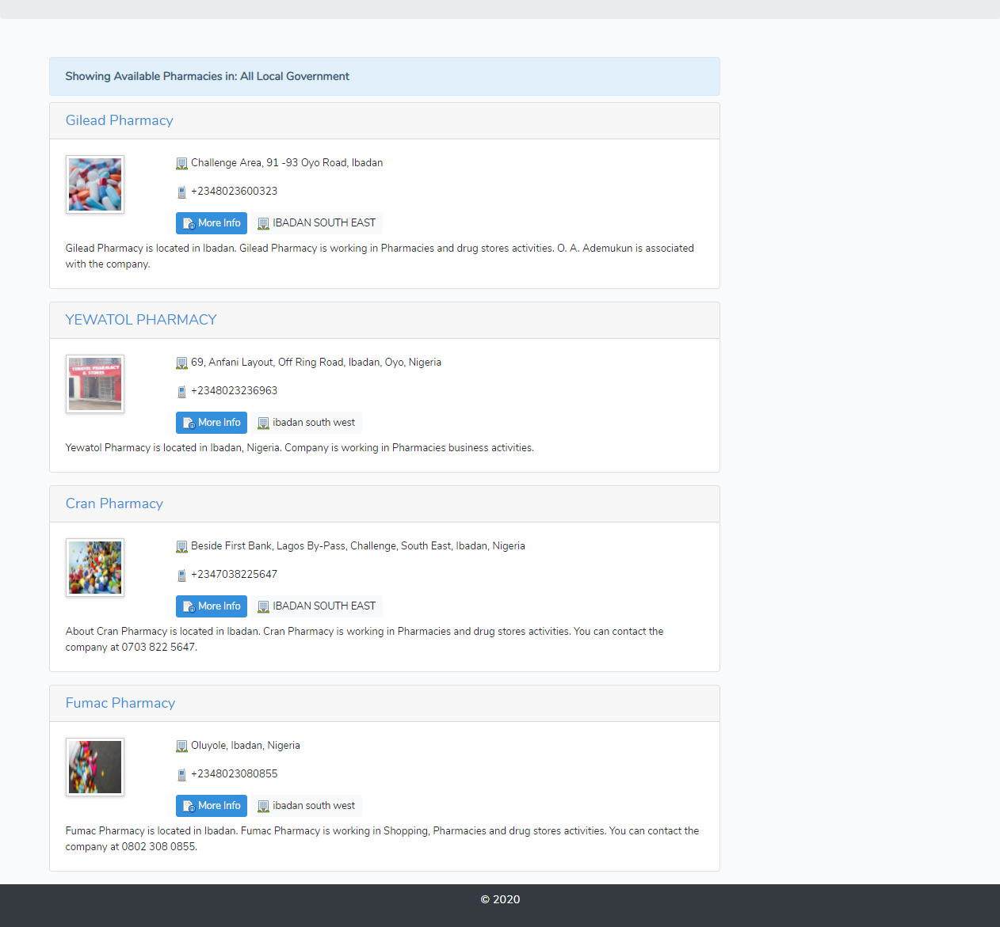 Showing Available Pharmacies in: All Local Government
Gilead Pharmacy
Challenge Area, 91 -93 Oyo Road, Ibadan
+2348023600323
More Info IBADAN SOUTH EAST
Gilead Pharmacy is located in Ibadan. Gilead Pharmacy is working in Pharmacies and drug stores activities. O. A. Ademukun is associated
with the company.
YEWATOL PHARMACY
YEWATOL PHARMACY
& STORES
69, Anfani Layout, Off Ring Road, Ibadan, Oyo, Nigeria
+2348023236963
More Info ibadan south west
Yewatol Pharmacy is located in Ibadan, Nigeria. Company is working in Pharmacies business activities.
Cran Pharmacy
Beside First Bank, Lagos By-Pass, Challenge, South East, Ibadan, Nigeria
+2347038225647
More Info IBADAN SOUTH EAST
About Cran Pharmacy is located in Ibadan. Cran Pharmacy is working in Pharmacies and drug stores activities. You can contact the
company at 0703 822 5647.
Fumac Pharmacy
Oluyole, Ibadan, Nigeria
+2348023080855
More Info ibadan south west
Fumac Pharmacy is located in Ibadan. Fumac Pharmacy is working in Shopping, Pharmacies and drug stores activities. You can contact the
company at 0802 308 0855.
© 2020